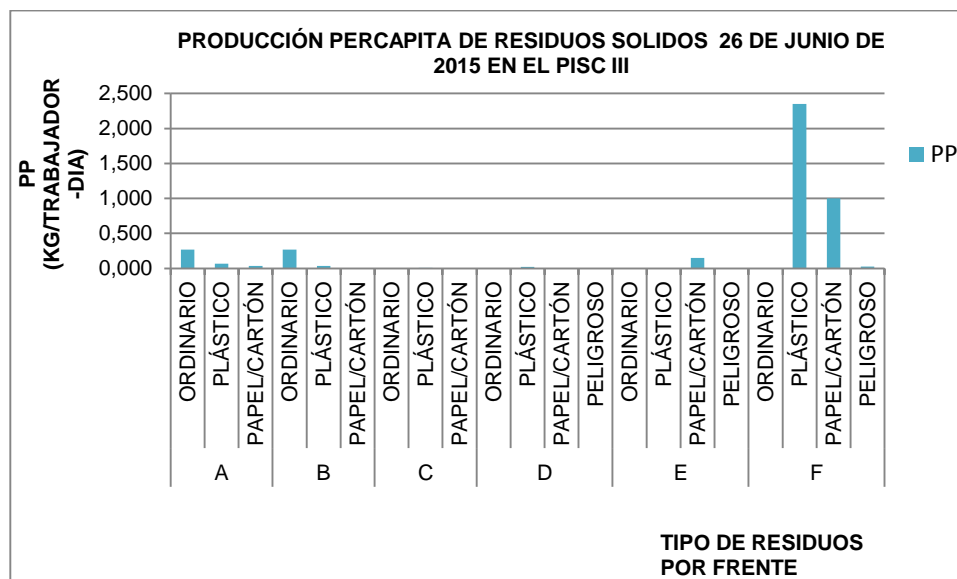 PRODUCCIÓN PERCAPITA DE RESIDUOS SOLIDOS 26 DE JUNIO DE
2015 EN EL PISC III
PP
(KG/TRABAJADOR
-DIA)
2,500
2,000
1,500
1,000
0,500
0,000
PP
ORDINARIO
PLÁSTICO
PAPEL/CARTÓN
ORDINARIO
PLÁSTICO
PAPEL/CARTÓN
ORDINARIO
PLÁSTICO
PAPEL/CARTÓN
ORDINARIO
PLÁSTICO
PAPEL/CARTÓN
PELIGROSO
ORDINARIO
PLÁSTICO
PAPEL/CARTÓN
PELIGROSO
ORDINARIO
PLÁSTICO
PAPEL/CARTÓN
PELIGROSO
A
B
C
D
E
F
TIPO DE RESIDUOS
POR FRENTE